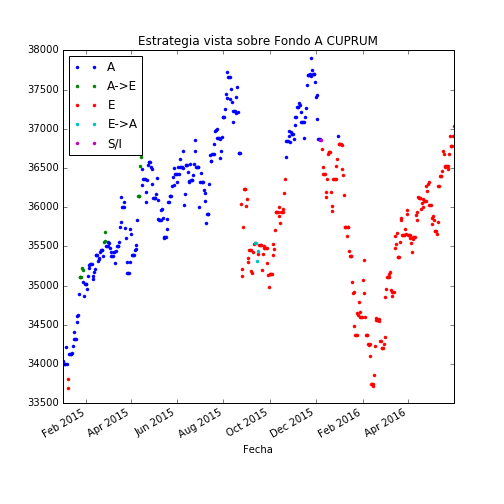 Estrategia vista sobre Fondo A CUPRUM
38000
37500
37000
36500
36000
35500
35000
34500
34000
33500
A
A->E
E
E->A
S/I
Feb 2015
Apr 2015
Jun 2015
Aug 2015
Oct 2015
Dec 2015
Feb 2016
Apr 2016
Fecha